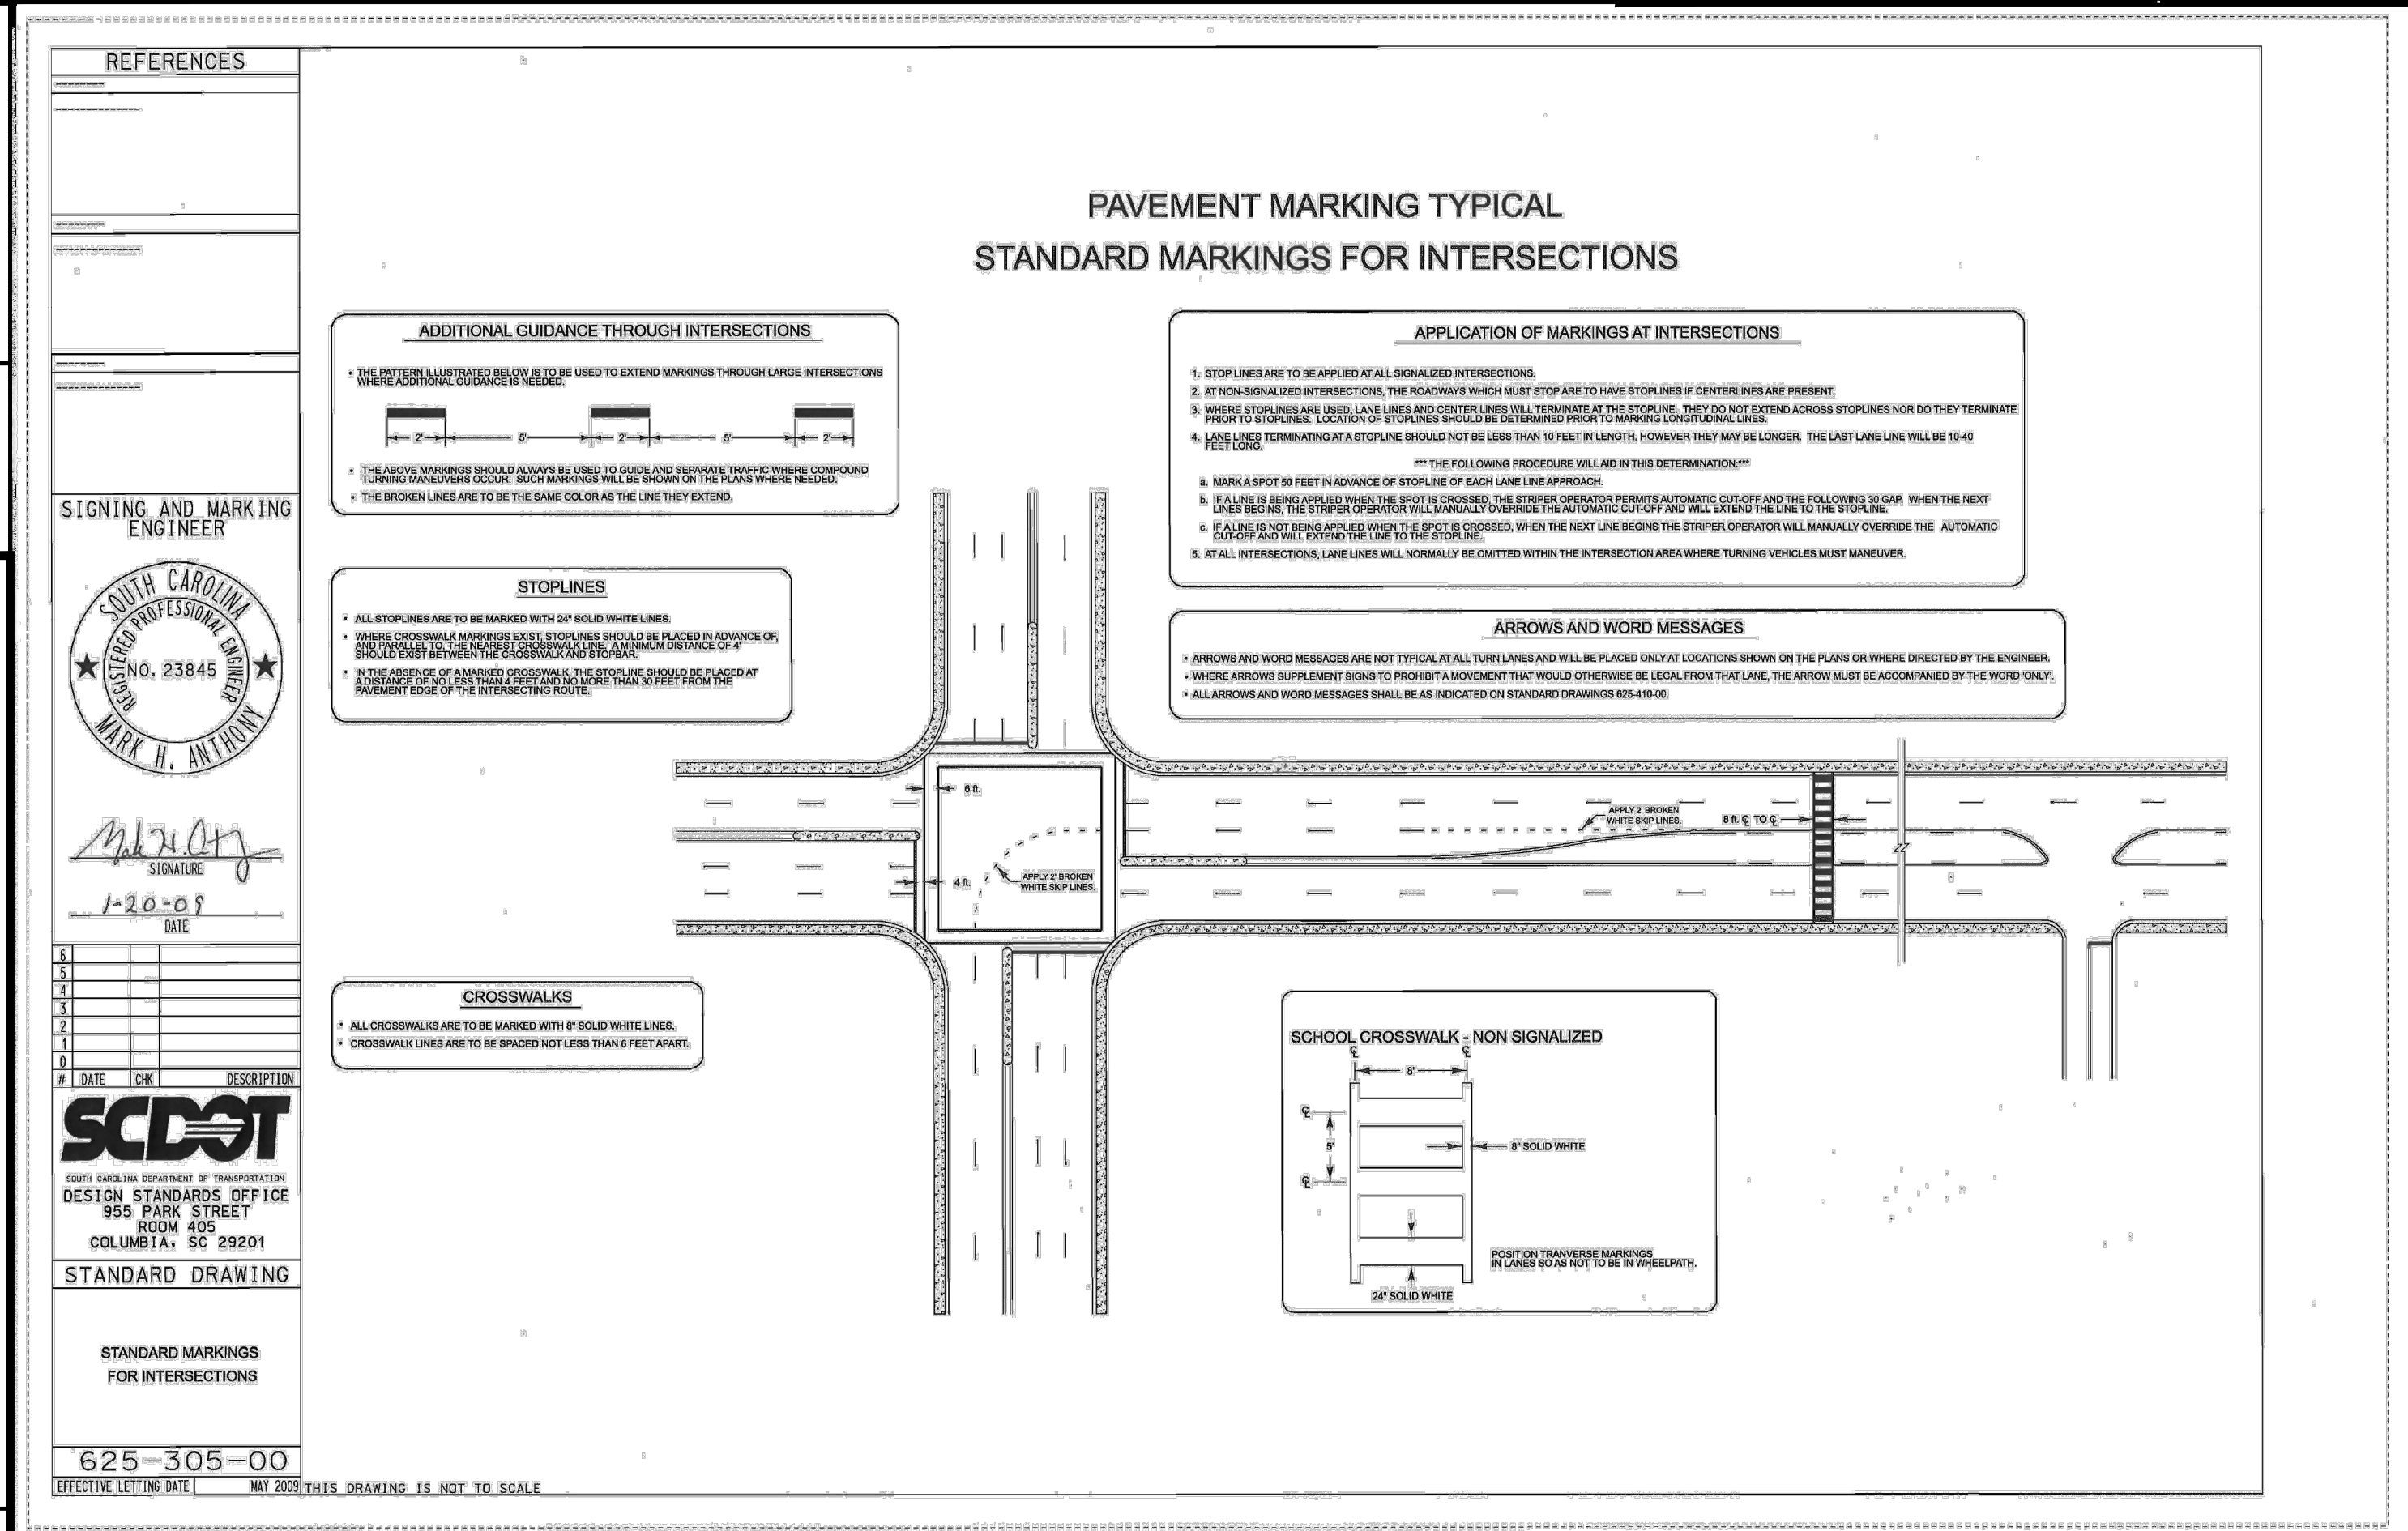 REFERENCES
SIGNING AND MARKING
ENGINEER
SOUTH CAROLINA
REGISTERED PROFESSIONAL ENGINEER
NO. 23845
MARK H. ANTHONY
SIGNATURE
1-20-09
DATE
6
5
4
3
2
1
0
# DATE CHK DESCRIPTION
SCDOT
SOUTH CAROLINA DEPARTMENT OF TRANSPORTATION
DESIGN STANDARDS OFFICE
955 PARK STREET
ROOM 405
COLUMBIA, SC 29201
STANDARD DRAWING
STANDARD MARKINGS
FOR INTERSECTIONS
625-305-00
EFFECTIVE LETTING DATE MAY 2009
THIS DRAWING IS NOT TO SCALE
PAVEMENT MARKING TYPICAL
STANDARD MARKINGS FOR INTERSECTIONS
ADDITIONAL GUIDANCE THROUGH INTERSECTIONS
• THE PATTERN ILLUSTRATED BELOW IS TO BE USED TO EXTEND MARKINGS THROUGH LARGE INTERSECTIONS
WHERE ADDITIONAL GUIDANCE IS NEEDED.
2' 5' 2' 5' 2'
• THE ABOVE MARKINGS SHOULD ALWAYS BE USED TO GUIDE AND SEPARATE TRAFFIC WHERE COMPOUND
TURNING MANEUVERS OCCUR. SUCH MARKINGS WILL BE SHOWN ON THE PLANS WHERE NEEDED.
• THE BROKEN LINES ARE TO BE THE SAME COLOR AS THE LINE THEY EXTEND.
STOPLINES
• ALL STOPLINES ARE TO BE MARKED WITH 24" SOLID WHITE LINES.
• WHERE CROSSWALK MARKINGS EXIST, STOPLINES SHOULD BE PLACED IN ADVANCE OF,
AND PARALLEL TO, THE NEAREST CROSSWALK LINE. A MINIMUM DISTANCE OF 4'
SHOULD EXIST BETWEEN THE CROSSWALK AND STOPBAR.
• IN THE ABSENCE OF A MARKED CROSSWALK, THE STOPLINE SHOULD BE PLACED AT
A DISTANCE OF NO LESS THAN 4 FEET AND NO MORE THAN 30 FEET FROM THE
PAVEMENT EDGE OF THE INTERSECTING ROUTE.
CROSSWALKS
• ALL CROSSWALKS ARE TO BE MARKED WITH 8" SOLID WHITE LINES.
• CROSSWALK LINES ARE TO BE SPACED NOT LESS THAN 6 FEET APART.
APPLICATION OF MARKINGS AT INTERSECTIONS
1. STOP LINES ARE TO BE APPLIED AT ALL SIGNALIZED INTERSECTIONS.
2. AT NON-SIGNALIZED INTERSECTIONS, THE ROADWAYS WHICH MUST STOP ARE TO HAVE STOPLINES IF CENTERLINES ARE PRESENT.
3. WHERE STOPLINES ARE USED, LANE LINES AND CENTER LINES WILL TERMINATE AT THE STOPLINE. THEY DO NOT EXTEND ACROSS STOPLINES NOR DO THEY TERMINATE
PRIOR TO STOPLINES. LOCATION OF STOPLINES SHOULD BE DETERMINED PRIOR TO MARKING LONGITUDINAL LINES.
4. LANE LINES TERMINATING AT A STOPLINE SHOULD NOT BE LESS THAN 10 FEET IN LENGTH, HOWEVER THEY MAY BE LONGER. THE LAST LANE LINE WILL BE 10-40
FEET LONG.
*** THE FOLLOWING PROCEDURE WILL AID IN THIS DETERMINATION:***
a. MARK A SPOT 50 FEET IN ADVANCE OF STOPLINE OF EACH LANE LINE APPROACH.
b. IF A LINE IS BEING APPLIED WHEN THE SPOT IS CROSSED, THE STRIPER OPERATOR PERMITS AUTOMATIC CUT-OFF AND THE FOLLOWING 30 GAP. WHEN THE NEXT
LINES BEGINS, THE STRIPER OPERATOR WILL MANUALLY OVERRIDE THE AUTOMATIC CUT-OFF AND WILL EXTEND THE LINE TO THE STOPLINE.
c. IF A LINE IS NOT BEING APPLIED WHEN THE SPOT IS CROSSED, WHEN THE NEXT LINE BEGINS THE STRIPER OPERATOR WILL MANUALLY OVERRIDE THE AUTOMATIC
CUT-OFF AND WILL EXTEND THE LINE TO THE STOPLINE.
5. AT ALL INTERSECTIONS, LANE LINES WILL NORMALLY BE OMITTED WITHIN THE INTERSECTION AREA WHERE TURNING VEHICLES MUST MANEUVER.
ARROWS AND WORD MESSAGES
• ARROWS AND WORD MESSAGES ARE NOT TYPICAL AT ALL TURN LANES AND WILL BE PLACED ONLY AT LOCATIONS SHOWN ON THE PLANS OR WHERE DIRECTED BY THE ENGINEER.
• WHERE ARROWS SUPPLEMENT SIGNS TO PROHIBIT A MOVEMENT THAT WOULD OTHERWISE BE LEGAL FROM THAT LANE, THE ARROW MUST BE ACCOMPANIED BY THE WORD 'ONLY'.
• ALL ARROWS AND WORD MESSAGES SHALL BE AS INDICATED ON STANDARD DRAWINGS 625-410-00.
6 ft.
4 ft.
APPLY 2' BROKEN
WHITE SKIP LINES.
APPLY 2' BROKEN
WHITE SKIP LINES.
8 ft. ℄ TO ℄
SCHOOL CROSSWALK - NON SIGNALIZED
℄ ℄
8'
℄
5'
℄
8" SOLID WHITE
POSITION TRANVERSE MARKINGS
IN LANES SO AS NOT TO BE IN WHEELPATH.
24" SOLID WHITE